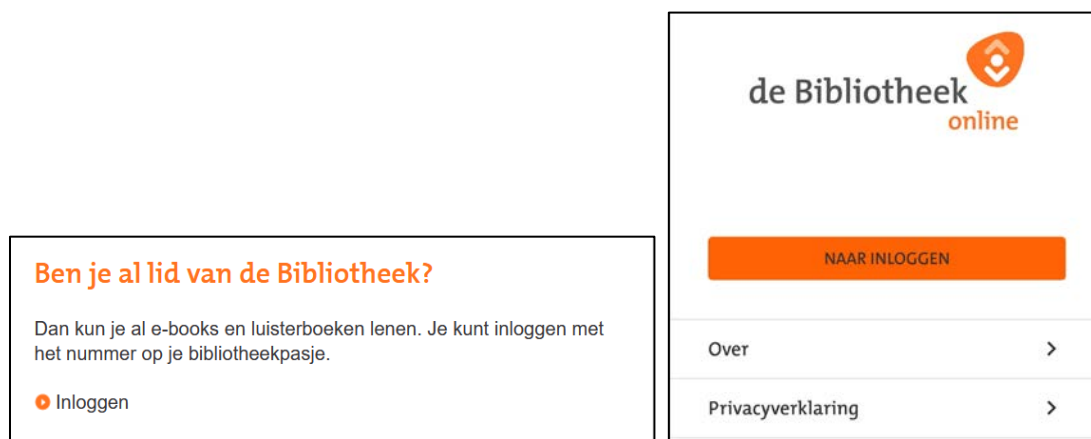 Ben je al lid van de Bibliotheek?
Dan kun je al e-books en luisterboeken lenen. Je kunt inloggen met
het nummer op je bibliotheekpasje.
Inloggen
de Bibliotheek
online
NAAR INLOGGEN
Over
Privacyverklaring